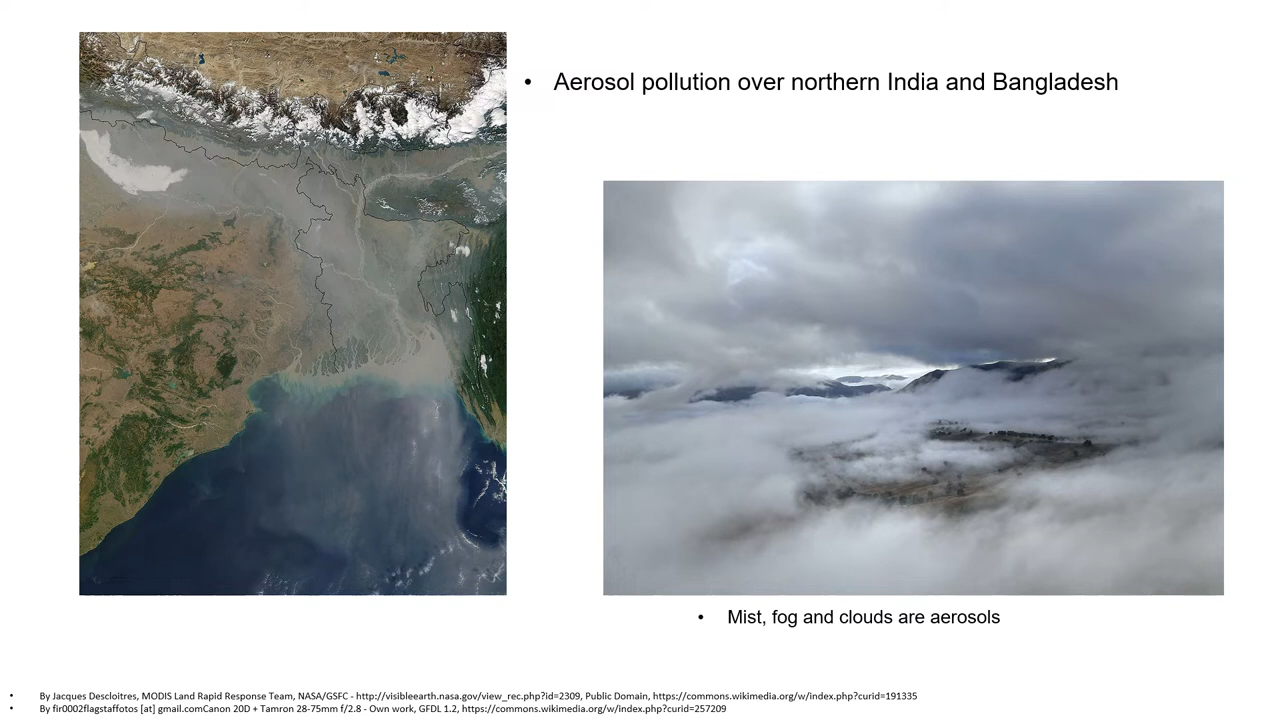 • Aerosol pollution over northern India and Bangladesh
• Mist, fog and clouds are aerosols
• By Jacques Descloitres, MODIS Land Rapid Response Team, NASA/GSFC - http://visibleearth.nasa.gov/view_rec.php?id=2309, Public Domain, https://commons.wikimedia.org/w/index.php?curid=191335
• By fir0002flagstaffotos [at] gmail.comCanon 20D + Tamron 28-75mm f/2.8 - Own work, GFDL 1.2, https://commons.wikimedia.org/w/index.php?curid=257209